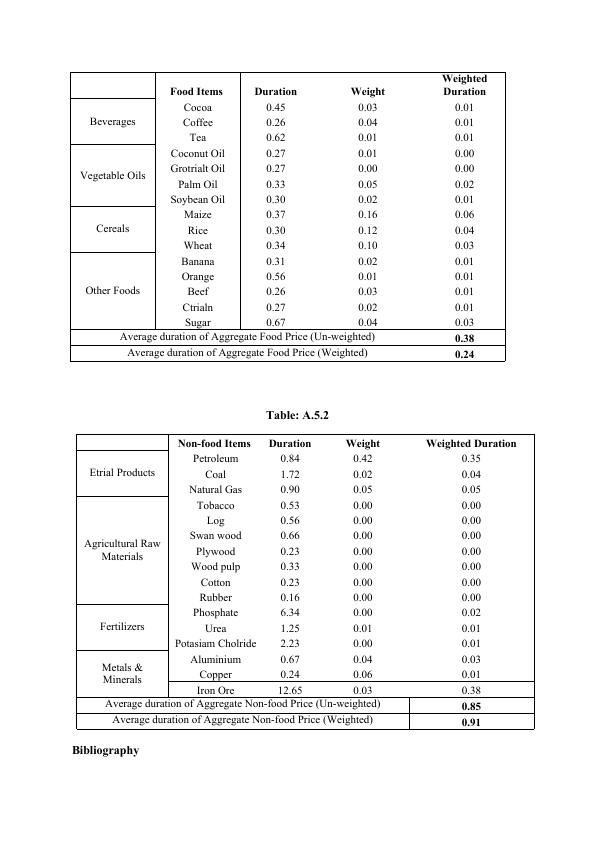 Food Items Duration Weight Weighted Duration
Beverages Cocoa 0.45 0.03 0.01
Coffee 0.26 0.04 0.01
Tea 0.62 0.01 0.01
Vegetable Oils Coconut Oil 0.27 0.01 0.00
Grotrialt Oil 0.27 0.00 0.00
Palm Oil 0.33 0.05 0.02
Soybean Oil 0.30 0.02 0.01
Cereals Maize 0.37 0.16 0.06
Rice 0.30 0.12 0.04
Wheat 0.34 0.10 0.03
Other Foods Banana 0.31 0.02 0.01
Orange 0.56 0.01 0.01
Beef 0.26 0.03 0.01
Ctrialn 0.27 0.02 0.01
Sugar 0.67 0.04 0.03
Average duration of Aggregate Food Price (Un-weighted) 0.38
Average duration of Aggregate Food Price (Weighted) 0.24
Table: A.5.2
Non-food Items Duration Weight Weighted Duration
Etrial Products Petroleum 0.84 0.42 0.35
Coal 1.72 0.02 0.04
Natural Gas 0.90 0.05 0.05
Agricultural Raw Materials Tobacco 0.53 0.00 0.00
Log 0.56 0.00 0.00
Swan wood 0.66 0.00 0.00
Plywood 0.23 0.00 0.00
Wood pulp 0.33 0.00 0.00
Cotton 0.23 0.00 0.00
Rubber 0.16 0.00 0.00
Fertilizers Phosphate 6.34 0.00 0.02
Urea 1.25 0.01 0.01
Potasiam Cholride 2.23 0.00 0.01
Metals & Minerals Aluminium 0.67 0.04 0.03
Copper 0.24 0.06 0.01
Iron Ore 12.65 0.03 0.38
Average duration of Aggregate Non-food Price (Un-weighted) 0.85
Average duration of Aggregate Non-food Price (Weighted) 0.91
Bibliography